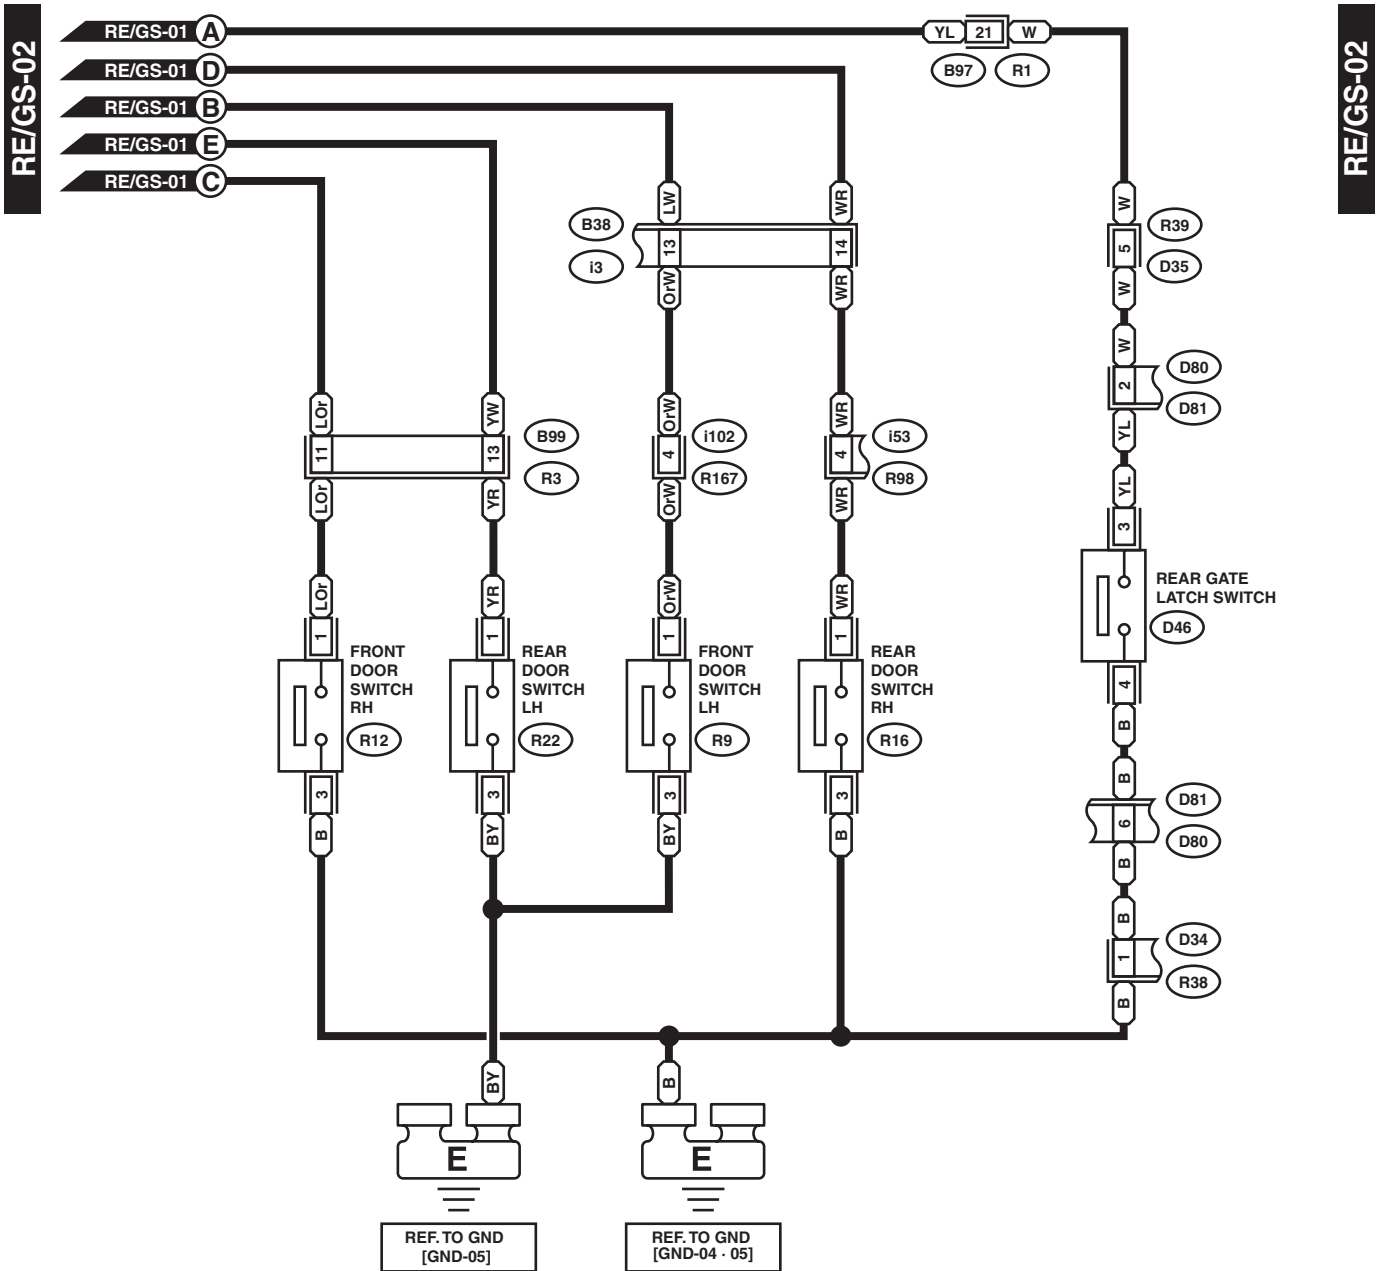 RE/GS-02
RE/GS-02
RE/GS-01 A
RE/GS-01 D
RE/GS-01 B
RE/GS-01 E
RE/GS-01 C
YL 21 W
B97 R1
LW WR W
B38
i3
13 14
OrW WR
R39
D35
5
W
W
D80
D81
2
YL
LOr YW OrW WR YL
11 13
B99
R3
4
i102
R167
4
i53
R98
LOr YR OrW WR
3
LOr YR OrW WR
1 1 1 1
REAR GATE
LATCH SWITCH
D46
4
FRONT
DOOR
SWITCH
RH
R12
REAR
DOOR
SWITCH
LH
R22
FRONT
DOOR
SWITCH
LH
R9
REAR
DOOR
SWITCH
RH
R16
3 3 3 3
B BY BY B
B
B
D81
D80
6
B
B
D34
R38
1
B
BY B
E E
REF. TO GND
[GND-05]
REF. TO GND
[GND-04 · 05]